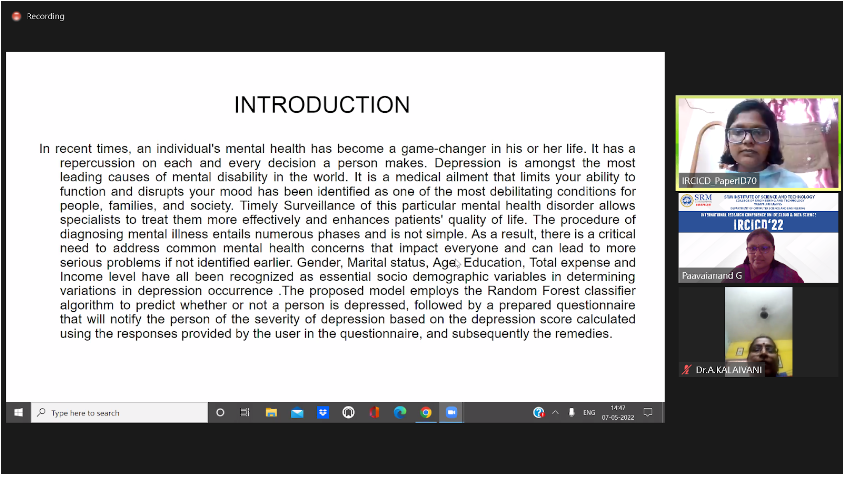 Recording
INTRODUCTION
In recent times, an individual's mental health has become a game-changer in his or her life. It has a
repercussion on each and every decision a person makes. Depression is amongst the most
leading causes of mental disability in the world. It is a medical ailment that limits your ability to
function and disrupts your mood has been identified as one of the most debilitating conditions for
people, families, and society. Timely Surveillance of this particular mental health disorder allows
specialists to treat them more effectively and enhances patients' quality of life. The procedure of
diagnosing mental illness entails numerous phases and is not simple. As a result, there is a critical
need to address common mental health concerns that impact everyone and can lead to more
serious problems if not identified earlier. Gender, Marital status, Age, Education, Total expense and
Income level have all been recognized as essential socio demographic variables in determining
variations in depression occurrence .The proposed model employs the Random Forest classifier
algorithm to predict whether or not a person is depressed, followed by a prepared questionnaire
that will notify the person of the severity of depression based on the depression score calculated
using the responses provided by the user in the questionnaire, and subsequently the remedies.
IRCICD PaperID70
SRM
SRM INSTITUTE OF SCIENCE AND TECHNOLOGY
INTERNATIONAL RESEARCH CONFERENCE ON IOT, CLOUD & DATA SCIENCE
IRCICD'22
Paavaianand G
Dr.A.KALAIVANI
Type here to search
ENG
14:47
07-05-2022